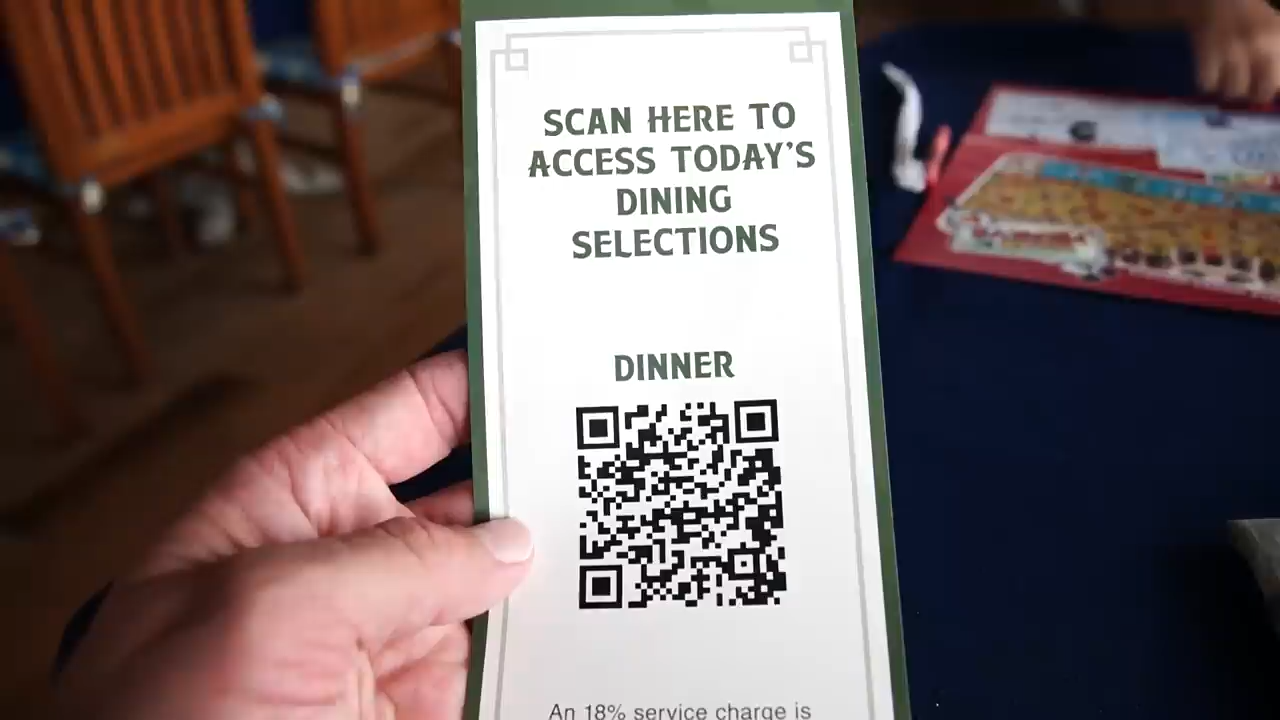 SCAN HERE TO
ACCESS TODAY'S
DINING
SELECTIONS
DINNER
An 18% service charge is